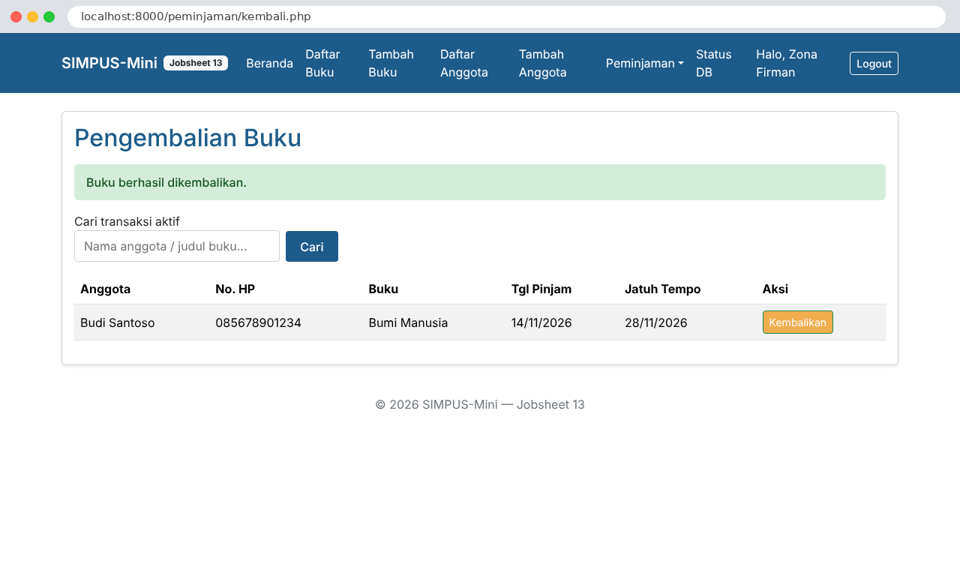 localhost:8000/peminjaman/kembali.php
SIMPUS-Mini Jobsheet 13 Beranda Daftar Buku Tambah Buku Daftar Anggota Tambah Anggota Peminjaman Status DB Halo, Zona Firman Logout
Pengembalian Buku
Buku berhasil dikembalikan.
Cari transaksi aktif
Nama anggota / judul buku... Cari
Anggota No. HP Buku Tgl Pinjam Jatuh Tempo Aksi
Budi Santoso 085678901234 Bumi Manusia 14/11/2026 28/11/2026 Kembalikan
© 2026 SIMPUS-Mini — Jobsheet 13